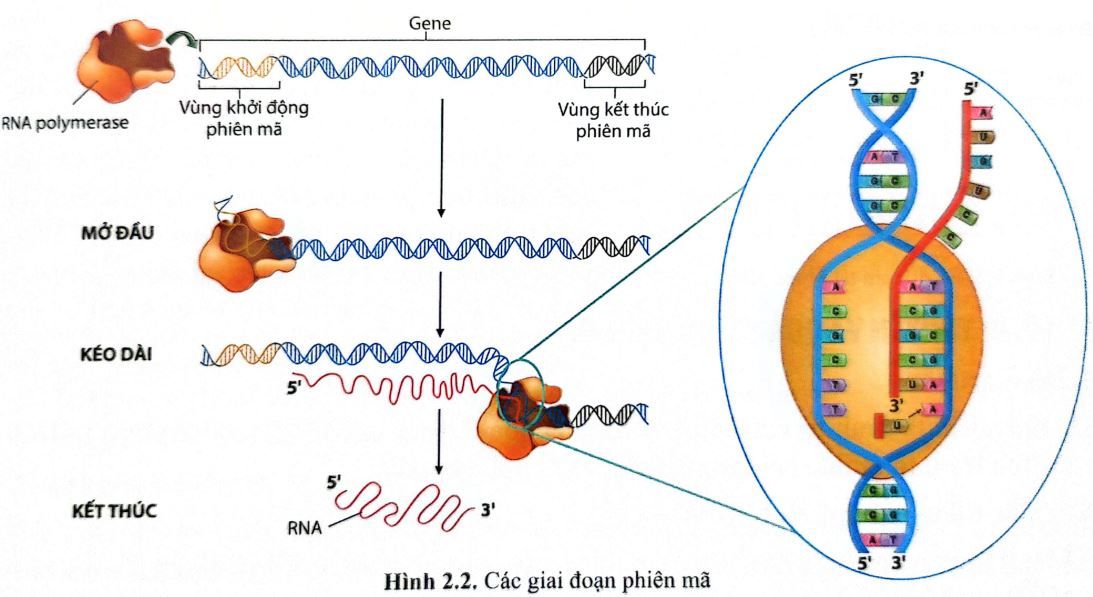 Gene
RNA polymerase
Vùng khởi động
phiên mã
Vùng kết thúc
phiên mã
MỞ ĐẦU
KÉO DÀI
5'
KẾT THÚC
5'
3'
RNA
5' 3'
G C
A T
G C
G C
5'
A
U
G
U
C
C
A
C
G
C
T
T
A T
C G
G C
C G
U A
3'
U A
C G
C G
A T
5' 3'
Hình 2.2. Các giai đoạn phiên mã